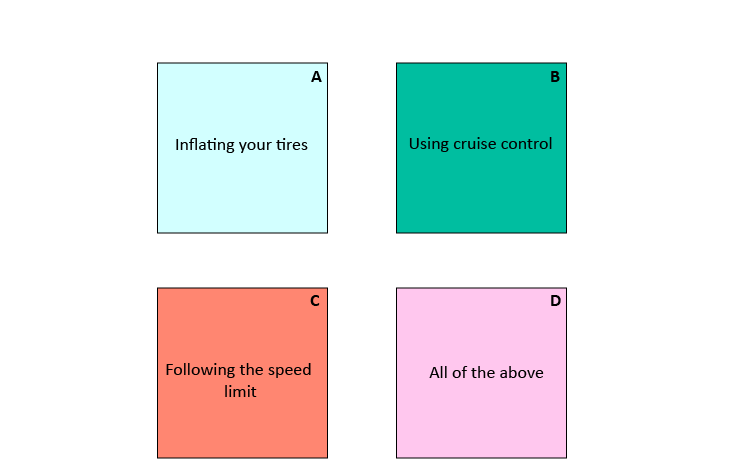 A
Inflating your tires
B
Using cruise control
C
Following the speed
limit
D
All of the above